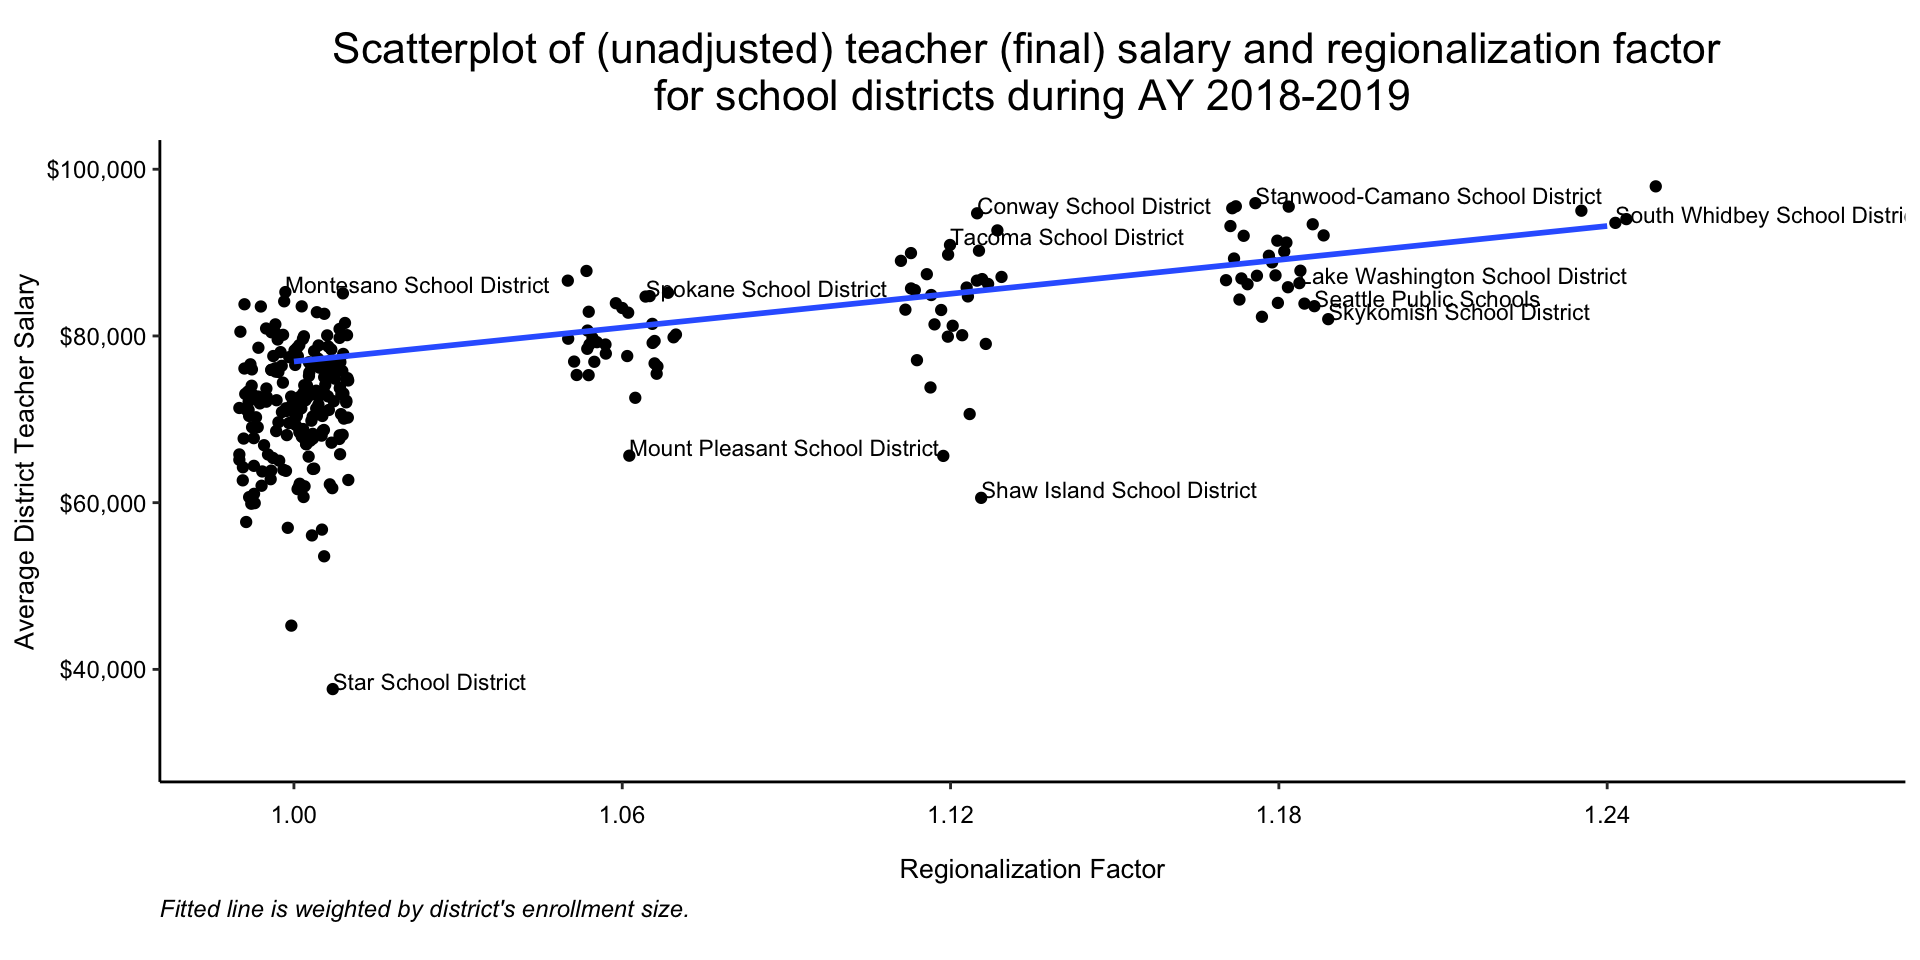 Scatterplot of (unadjusted) teacher (final) salary and regionalization factor
for school districts during AY 2018-2019
Average District Teacher Salary
$100,000
$80,000
$60,000
$40,000
Stanwood-Camano School District
Conway School District
South Whidbey School Distri
Tacoma School District
Lake Washington School District
Montesano School District
Spokane School District
Seattle Public Schools
Skykomish School District
Mount Pleasant School District
Shaw Island School District
Star School District
1.00 1.06 1.12 1.18 1.24
Regionalization Factor
Fitted line is weighted by district's enrollment size.